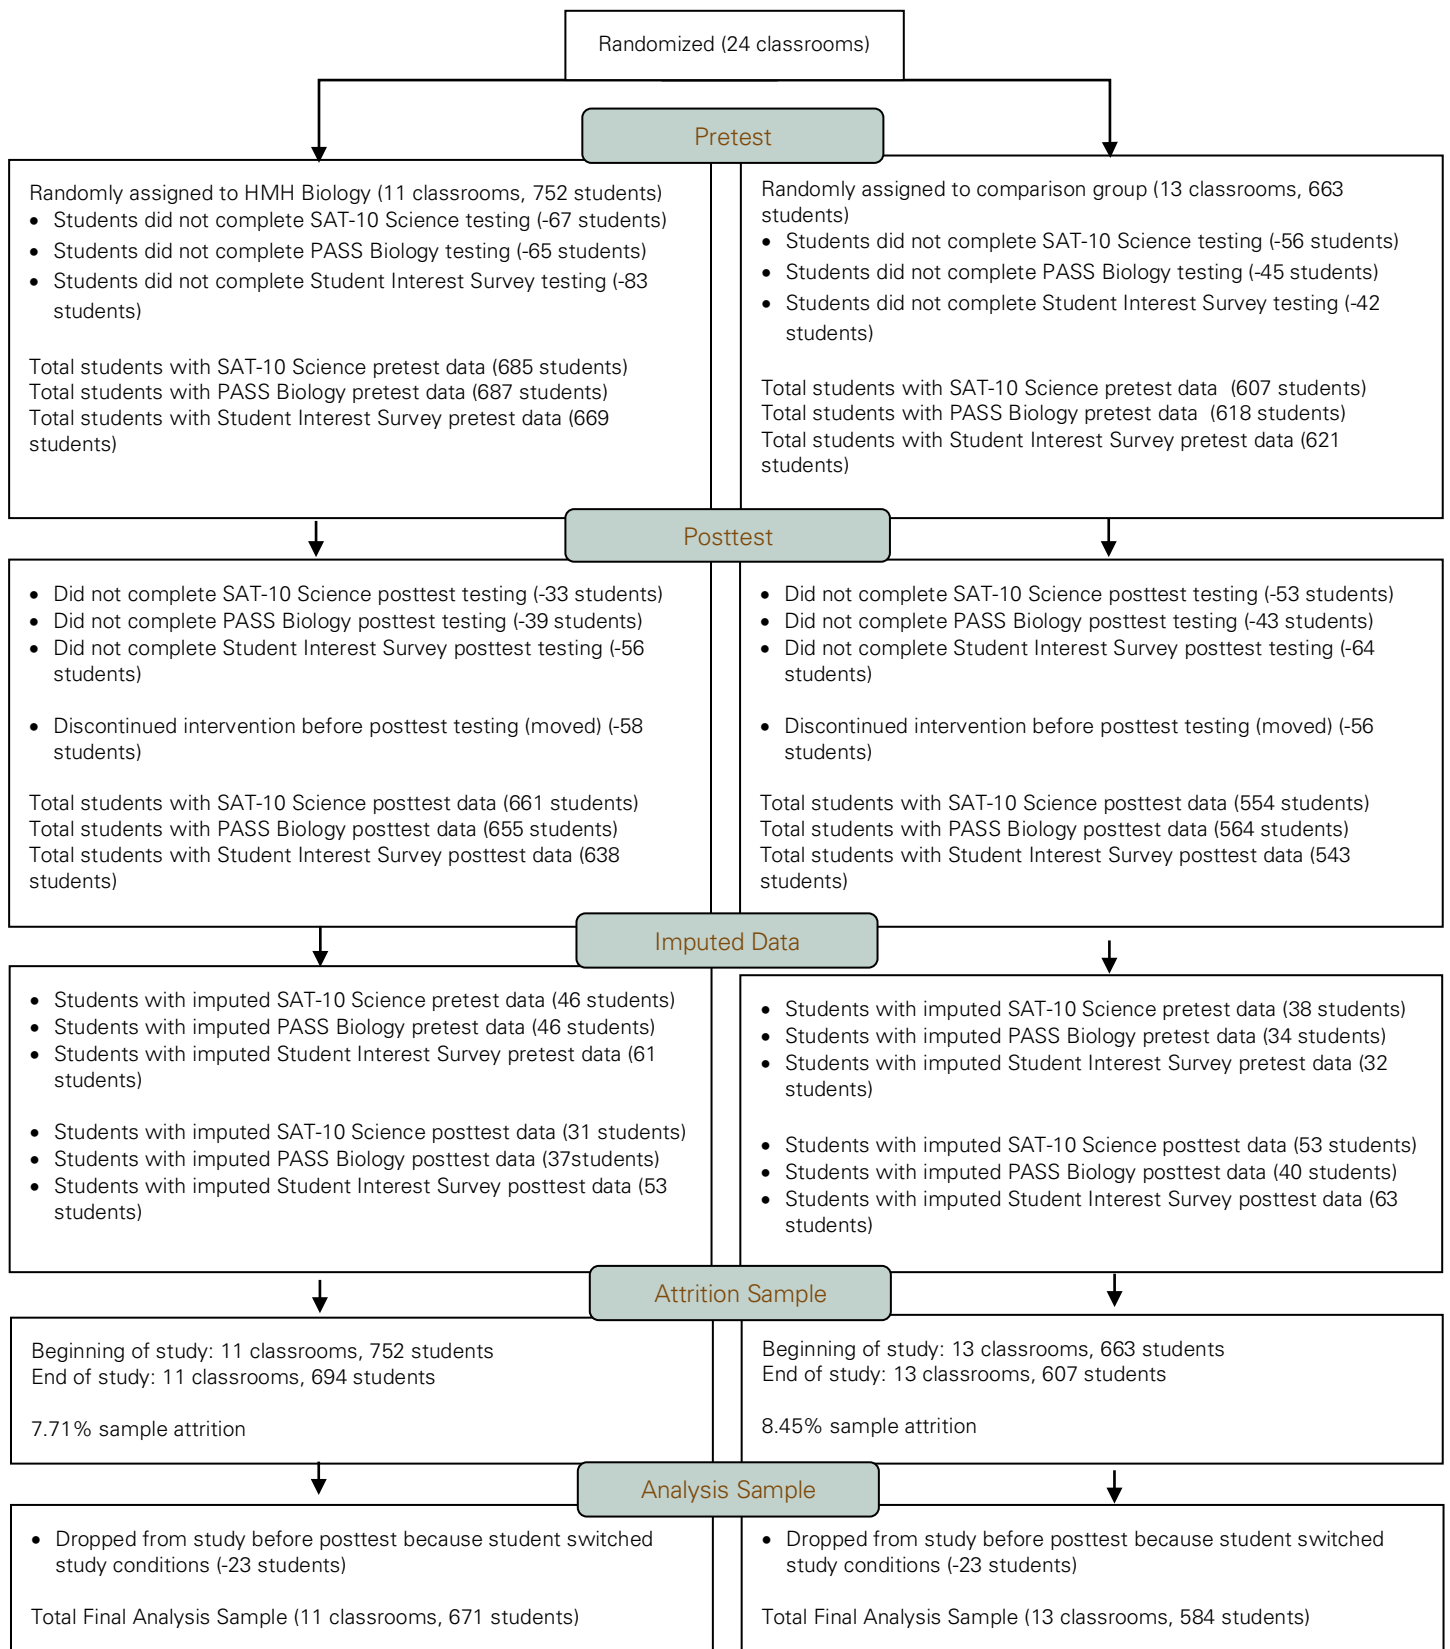 Randomized (24 classrooms)
Pretest
Randomly assigned to HMH Biology (11 classrooms, 752 students)
• Students did not complete SAT-10 Science testing (-67 students)
• Students did not complete PASS Biology testing (-65 students)
• Students did not complete Student Interest Survey testing (-83
students)
Total students with SAT-10 Science pretest data (685 students)
Total students with PASS Biology pretest data (687 students)
Total students with Student Interest Survey pretest data (669
students)
Randomly assigned to comparison group (13 classrooms, 663
students)
• Students did not complete SAT-10 Science testing (-56 students)
• Students did not complete PASS Biology testing (-45 students)
• Students did not complete Student Interest Survey testing (-42
students)
Total students with SAT-10 Science pretest data (607 students)
Total students with PASS Biology pretest data (618 students)
Total students with Student Interest Survey pretest data (621
students)
Posttest
• Did not complete SAT-10 Science posttest testing (-33 students)
• Did not complete PASS Biology posttest testing (-39 students)
• Did not complete Student Interest Survey posttest testing (-56
students)
• Discontinued intervention before posttest testing (moved) (-58
students)
Total students with SAT-10 Science posttest data (661 students)
Total students with PASS Biology posttest data (655 students)
Total students with Student Interest Survey posttest data (638
students)
• Did not complete SAT-10 Science posttest testing (-53 students)
• Did not complete PASS Biology posttest testing (-43 students)
• Did not complete Student Interest Survey posttest testing (-64
students)
• Discontinued intervention before posttest testing (moved) (-56
students)
Total students with SAT-10 Science posttest data (554 students)
Total students with PASS Biology posttest data (564 students)
Total students with Student Interest Survey posttest data (543
students)
Imputed Data
• Students with imputed SAT-10 Science pretest data (46 students)
• Students with imputed PASS Biology pretest data (46 students)
• Students with imputed Student Interest Survey pretest data (61
students)
• Students with imputed SAT-10 Science posttest data (31 students)
• Students with imputed PASS Biology posttest data (37students)
• Students with imputed Student Interest Survey posttest data (53
students)
• Students with imputed SAT-10 Science pretest data (38 students)
• Students with imputed PASS Biology pretest data (34 students)
• Students with imputed Student Interest Survey pretest data (32
students)
• Students with imputed SAT-10 Science posttest data (53 students)
• Students with imputed PASS Biology posttest data (40 students)
• Students with imputed Student Interest Survey posttest data (63
students)
Attrition Sample
Beginning of study: 11 classrooms, 752 students
End of study: 11 classrooms, 694 students
7.71% sample attrition
Beginning of study: 13 classrooms, 663 students
End of study: 13 classrooms, 607 students
8.45% sample attrition
Analysis Sample
• Dropped from study before posttest because student switched
study conditions (-23 students)
Total Final Analysis Sample (11 classrooms, 671 students)
• Dropped from study before posttest because student switched
study conditions (-23 students)
Total Final Analysis Sample (13 classrooms, 584 students)